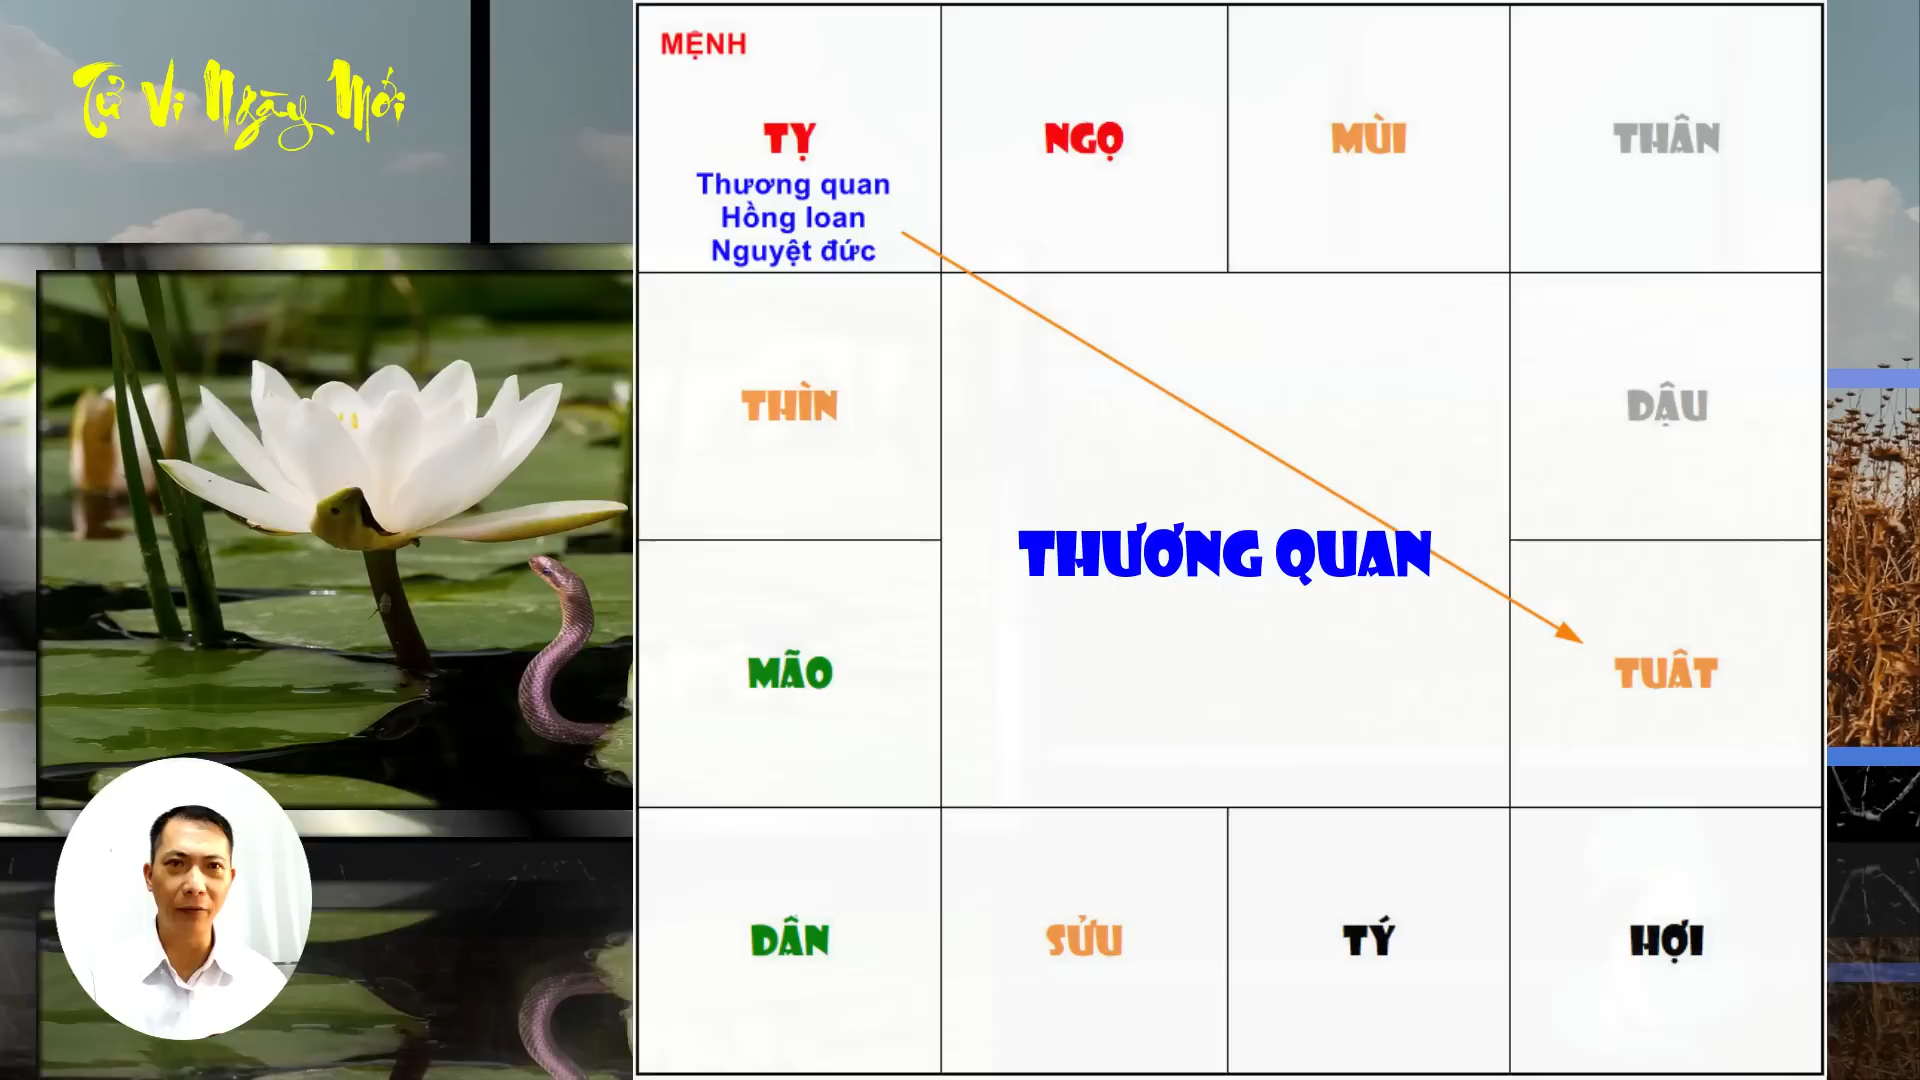 Tử Vi Ngày Mới
MỆNH
TỴ
Thương quan
Hồng loan
Nguyệt đức
NGỌ
MÙI
THÂN
THÌN
DẬU
THƯƠNG QUAN
MÃO
TUẤT
DẦN
SỬU
TÝ
HỢI